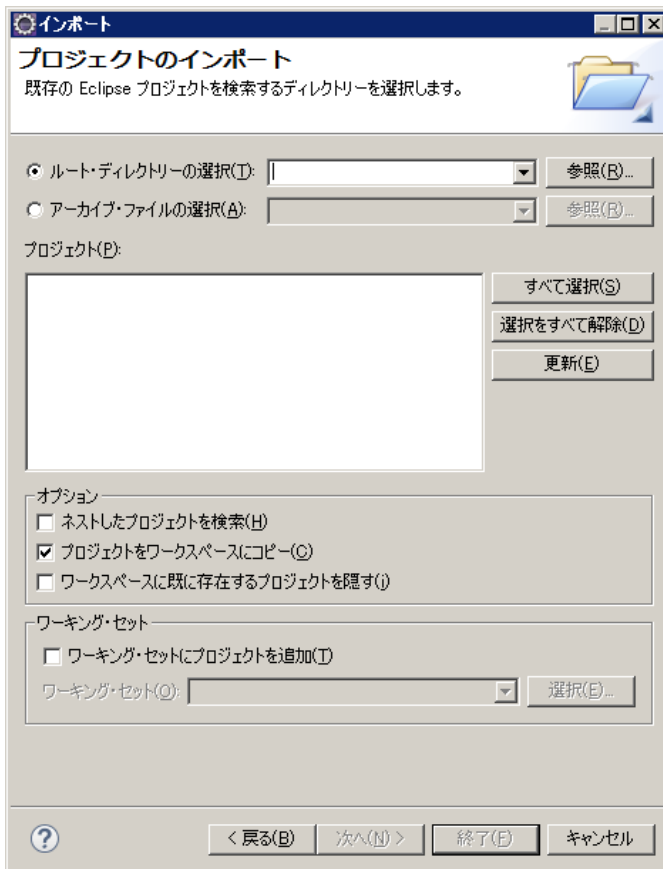 インポート
プロジェクトのインポート
既存の Eclipse プロジェクトを検索するディレクトリーを選択します。
ルート・ディレクトリーの選択(T): 参照(R)...
アーカイブ・ファイルの選択(A): 参照(R)...
プロジェクト(P):
すべて選択(S)
選択をすべて解除(D)
更新(E)
オプション
ネストしたプロジェクトを検索(H)
プロジェクトをワークスペースにコピー(C)
ワークスペースに既に存在するプロジェクトを隠す(i)
ワーキング・セット
ワーキング・セットにプロジェクトを追加(T)
ワーキング・セット(O): 選択(E)...
? < 戻る(B) 次へ(N) > 終了(F) キャンセル